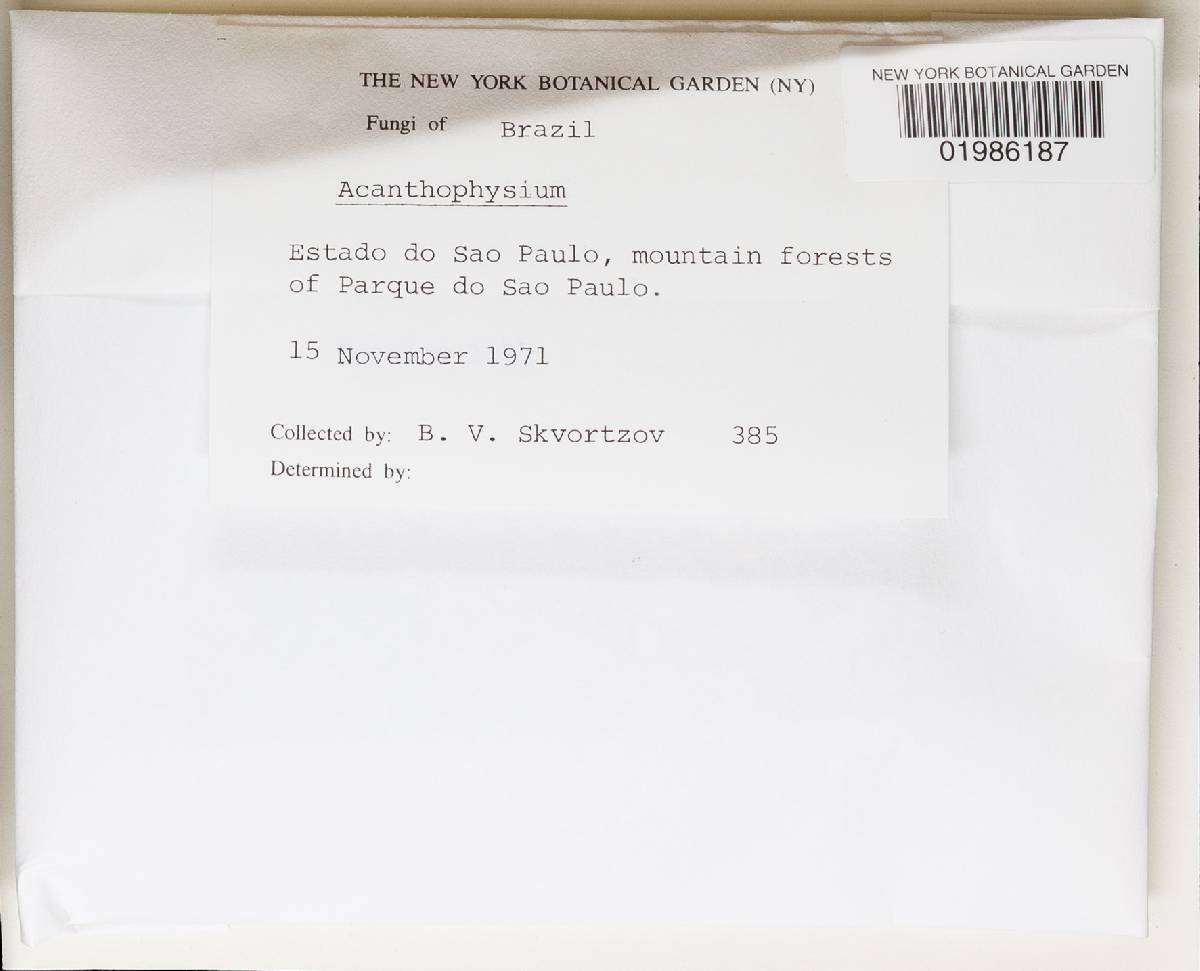 THE NEW YORK BOTANICAL GARDEN (NY)
Fungi of Brazil
Acanthophysium
Estado do Sao Paulo, mountain forests
of Parque do Sao Paulo.
15 November 1971
Collected by: B. V. Skvortzov 385
Determined by:
NEW YORK BOTANICAL GARDEN
01986187